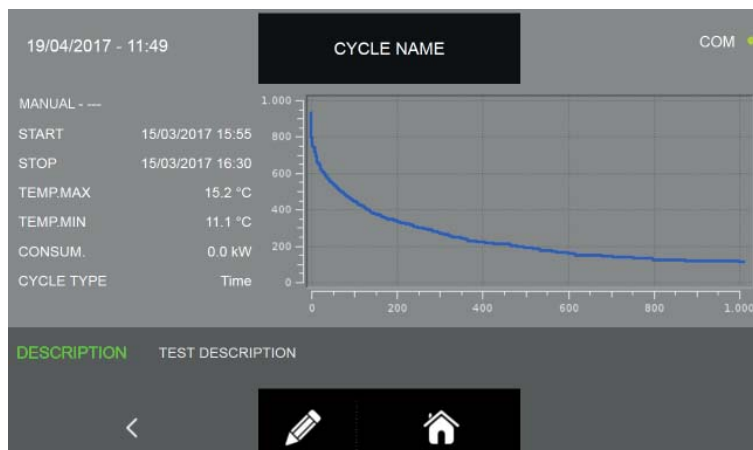 19/04/2017 - 11:49
CYCLE NAME
COM
MANUAL - ---
START 15/03/2017 15:55
STOP 15/03/2017 16:30
TEMP.MAX 15.2 °C
TEMP.MIN 11.1 °C
CONSUM. 0.0 kW
CYCLE TYPE Time
1.000
800
600
400
200
0
0 200 400 600 800 1.000
DESCRIPTION TEST DESCRIPTION